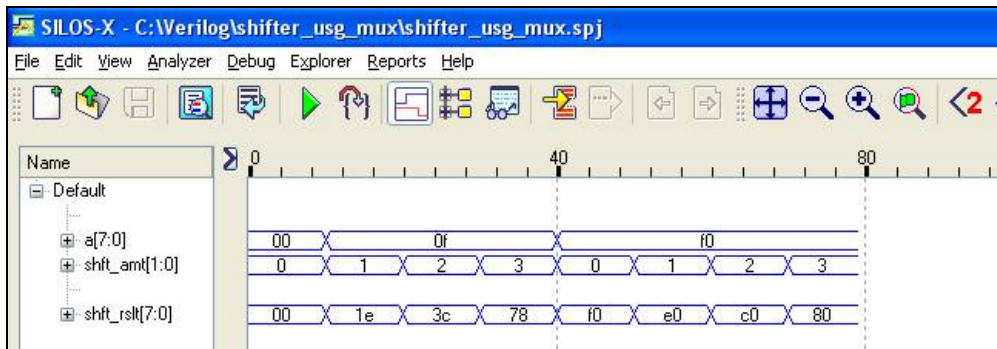 SILOS-X - C:\Verilog\shifter_usg_mux\shifter_usg_mux.spj
File Edit View Analyzer Debug Explorer Reports Help
2
Name 0 40 80
Default
a[7:0] 00 0f f0
shft_amt[1:0] 0 1 2 3 0 1 2 3
shft_rslt[7:0] 00 1e 3c 78 f0 e0 c0 80